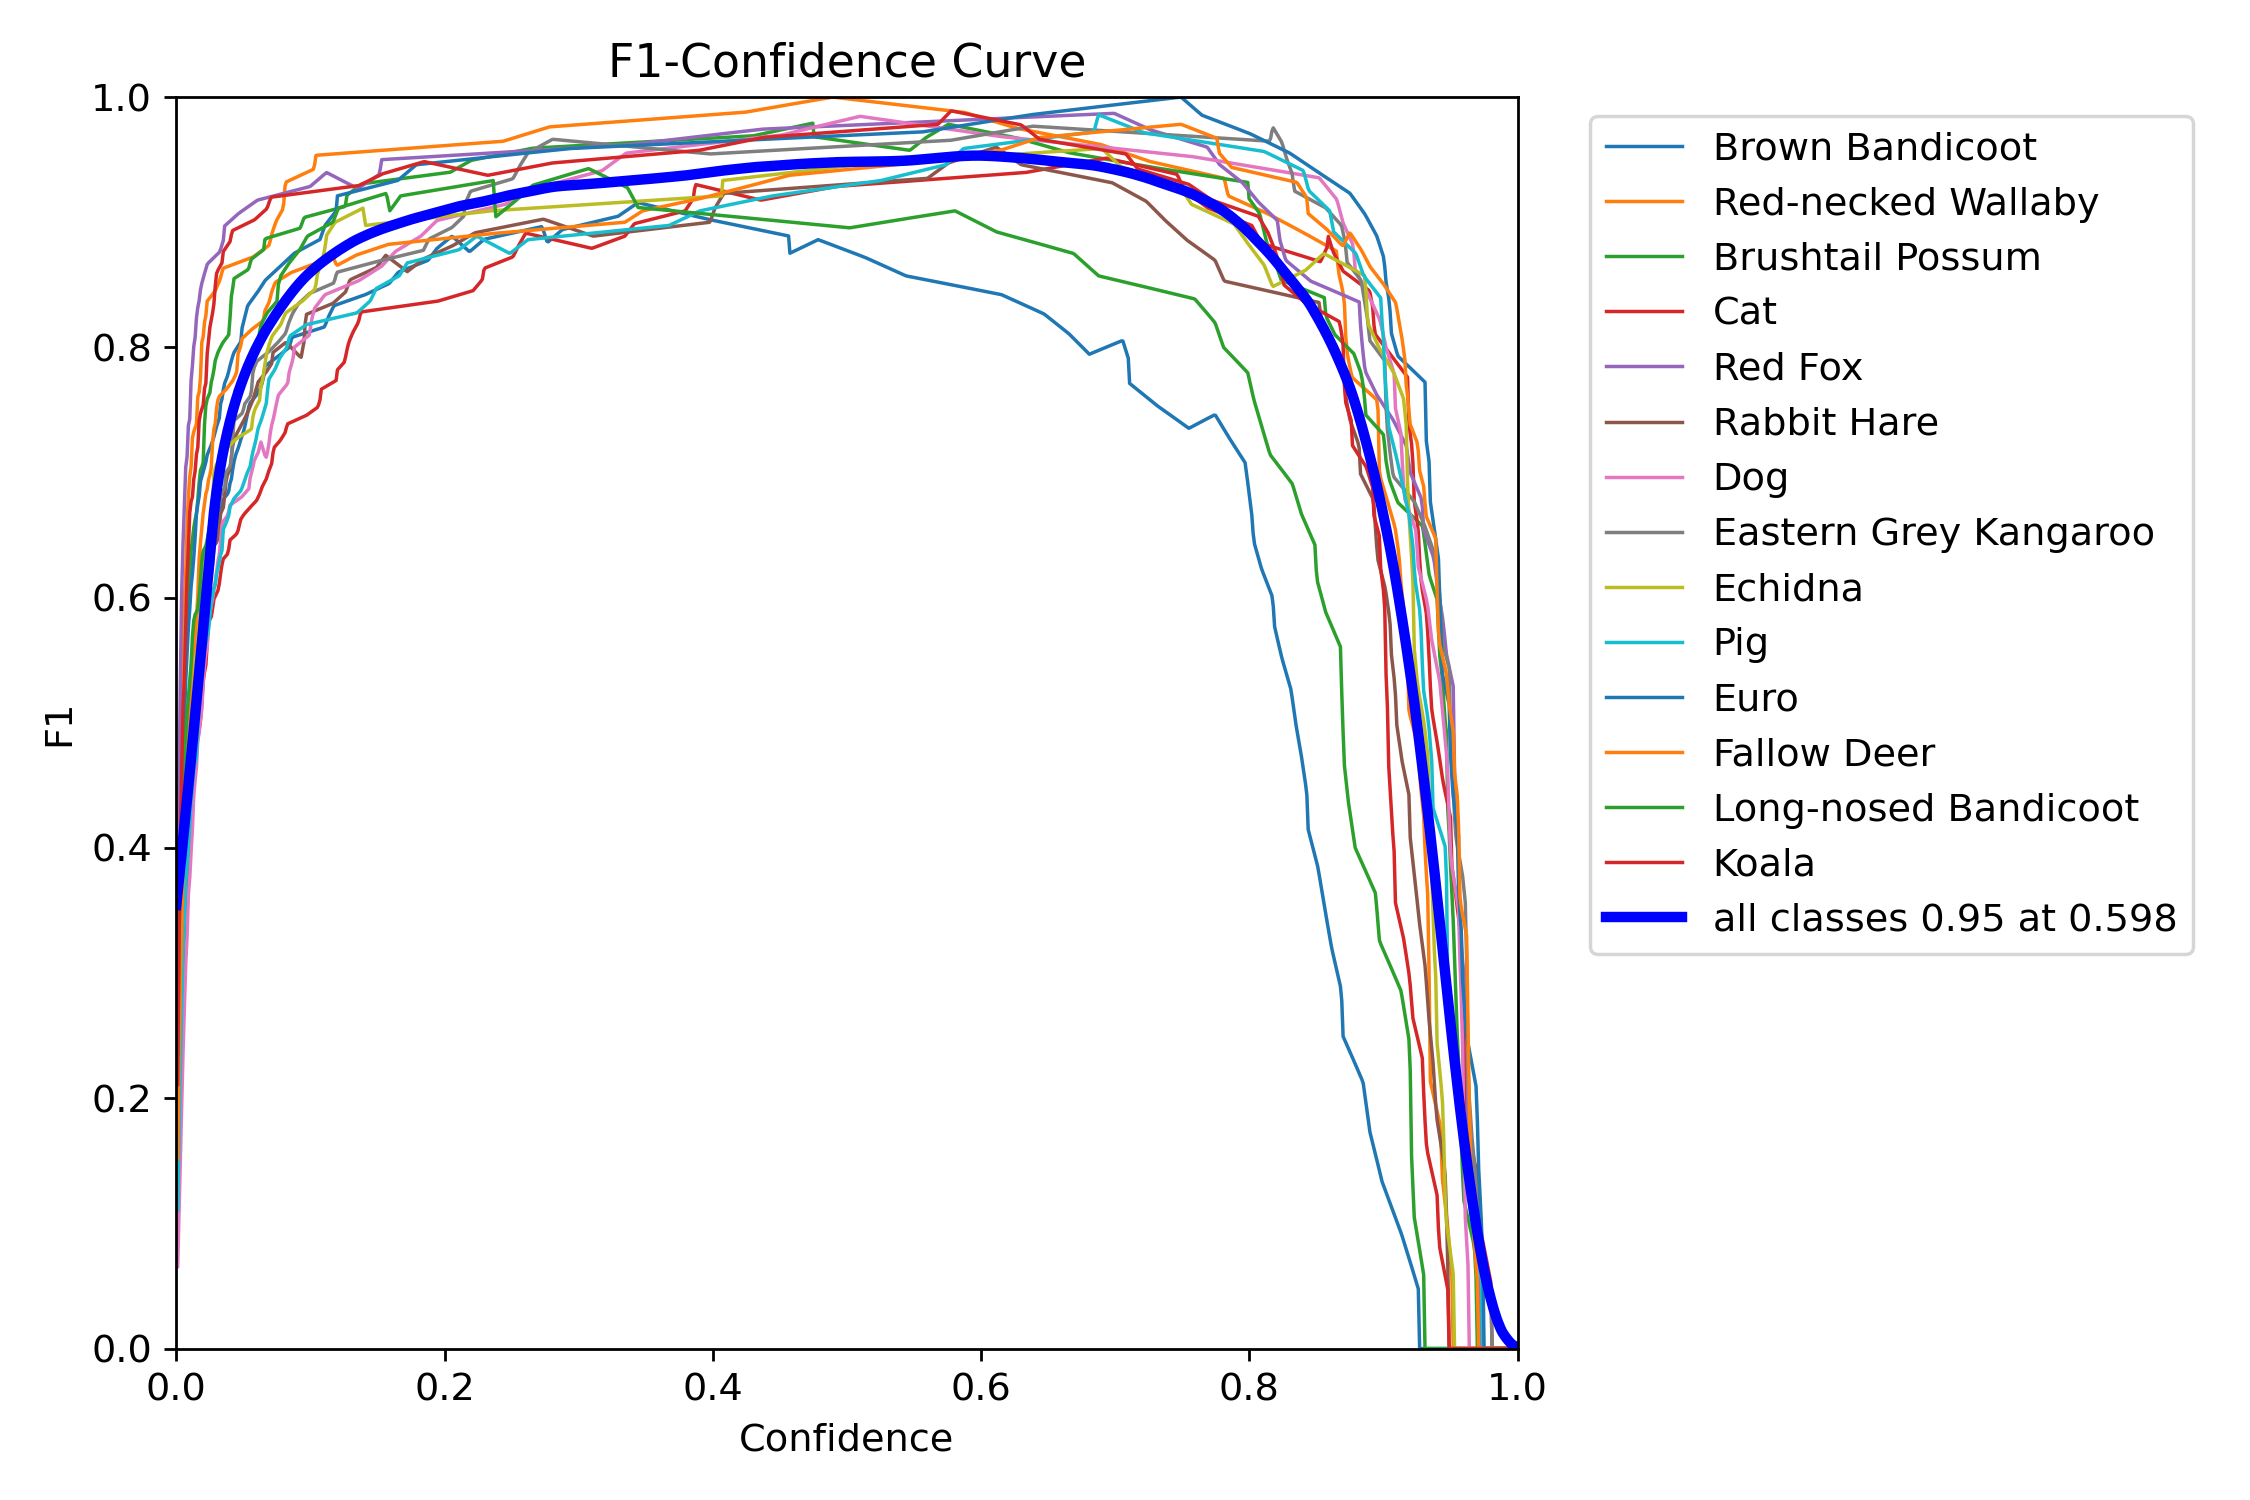 F1-Confidence Curve
1.0
0.8
0.6
0.4
0.2
0.0
F1
0.0 0.2 0.4 0.6 0.8 1.0
Confidence
Brown Bandicoot
Red-necked Wallaby
Brushtail Possum
Cat
Red Fox
Rabbit Hare
Dog
Eastern Grey Kangaroo
Echidna
Pig
Euro
Fallow Deer
Long-nosed Bandicoot
Koala
all classes 0.95 at 0.598